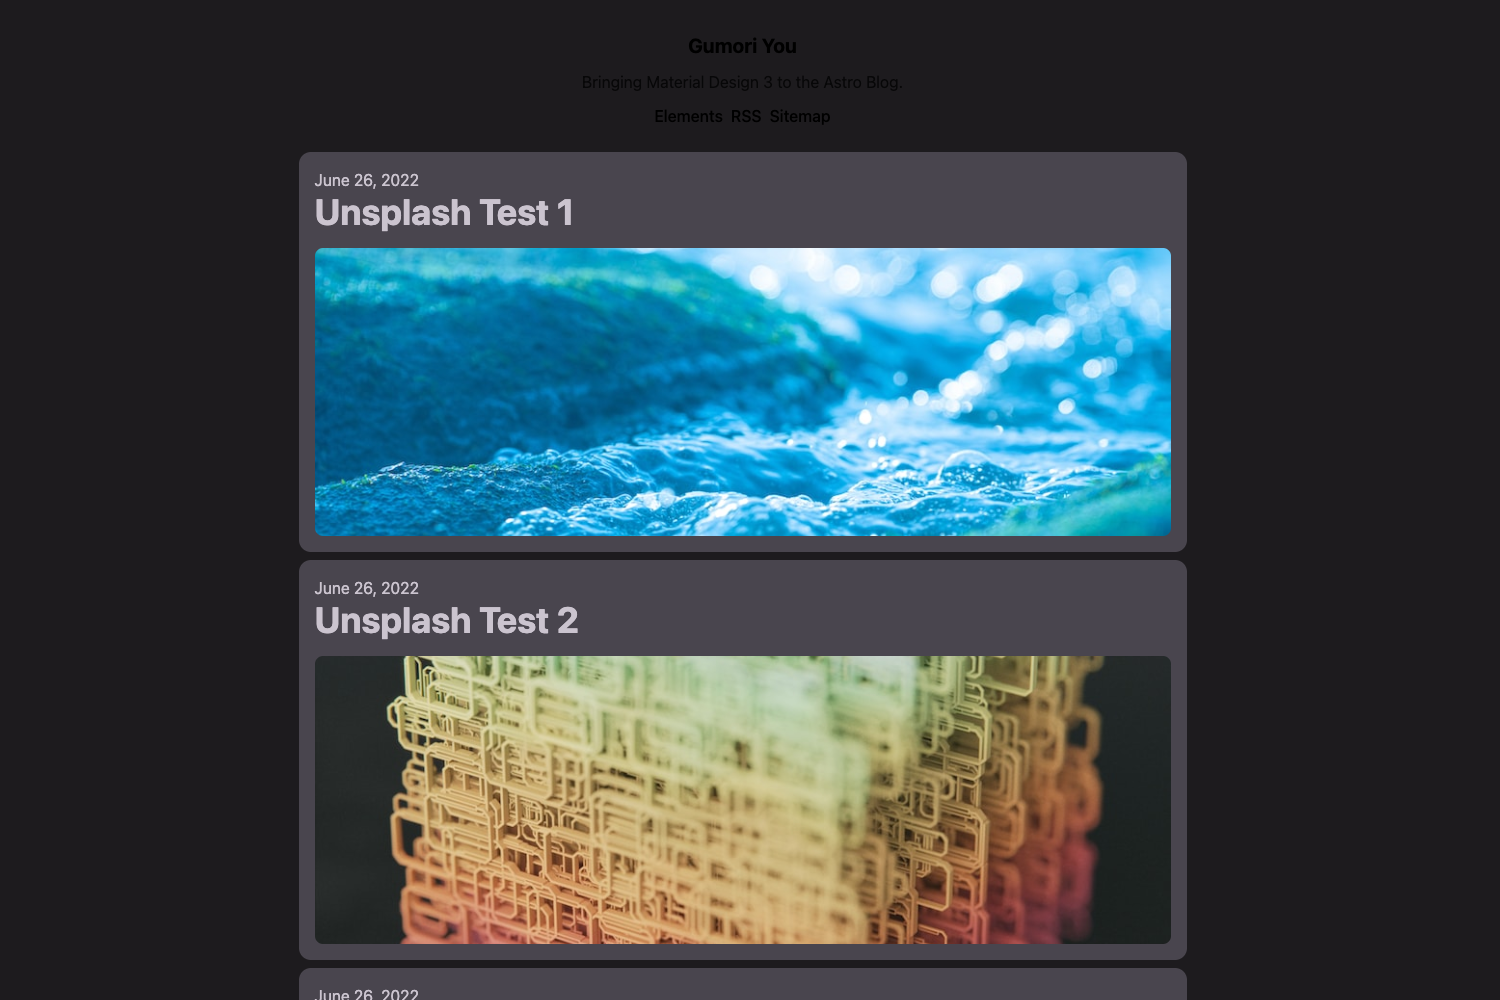 Gumori You
Bringing Material Design 3 to the Astro Blog.
Elements RSS Sitemap
June 26, 2022
Unsplash Test 1
June 26, 2022
Unsplash Test 2
June 26, 2022